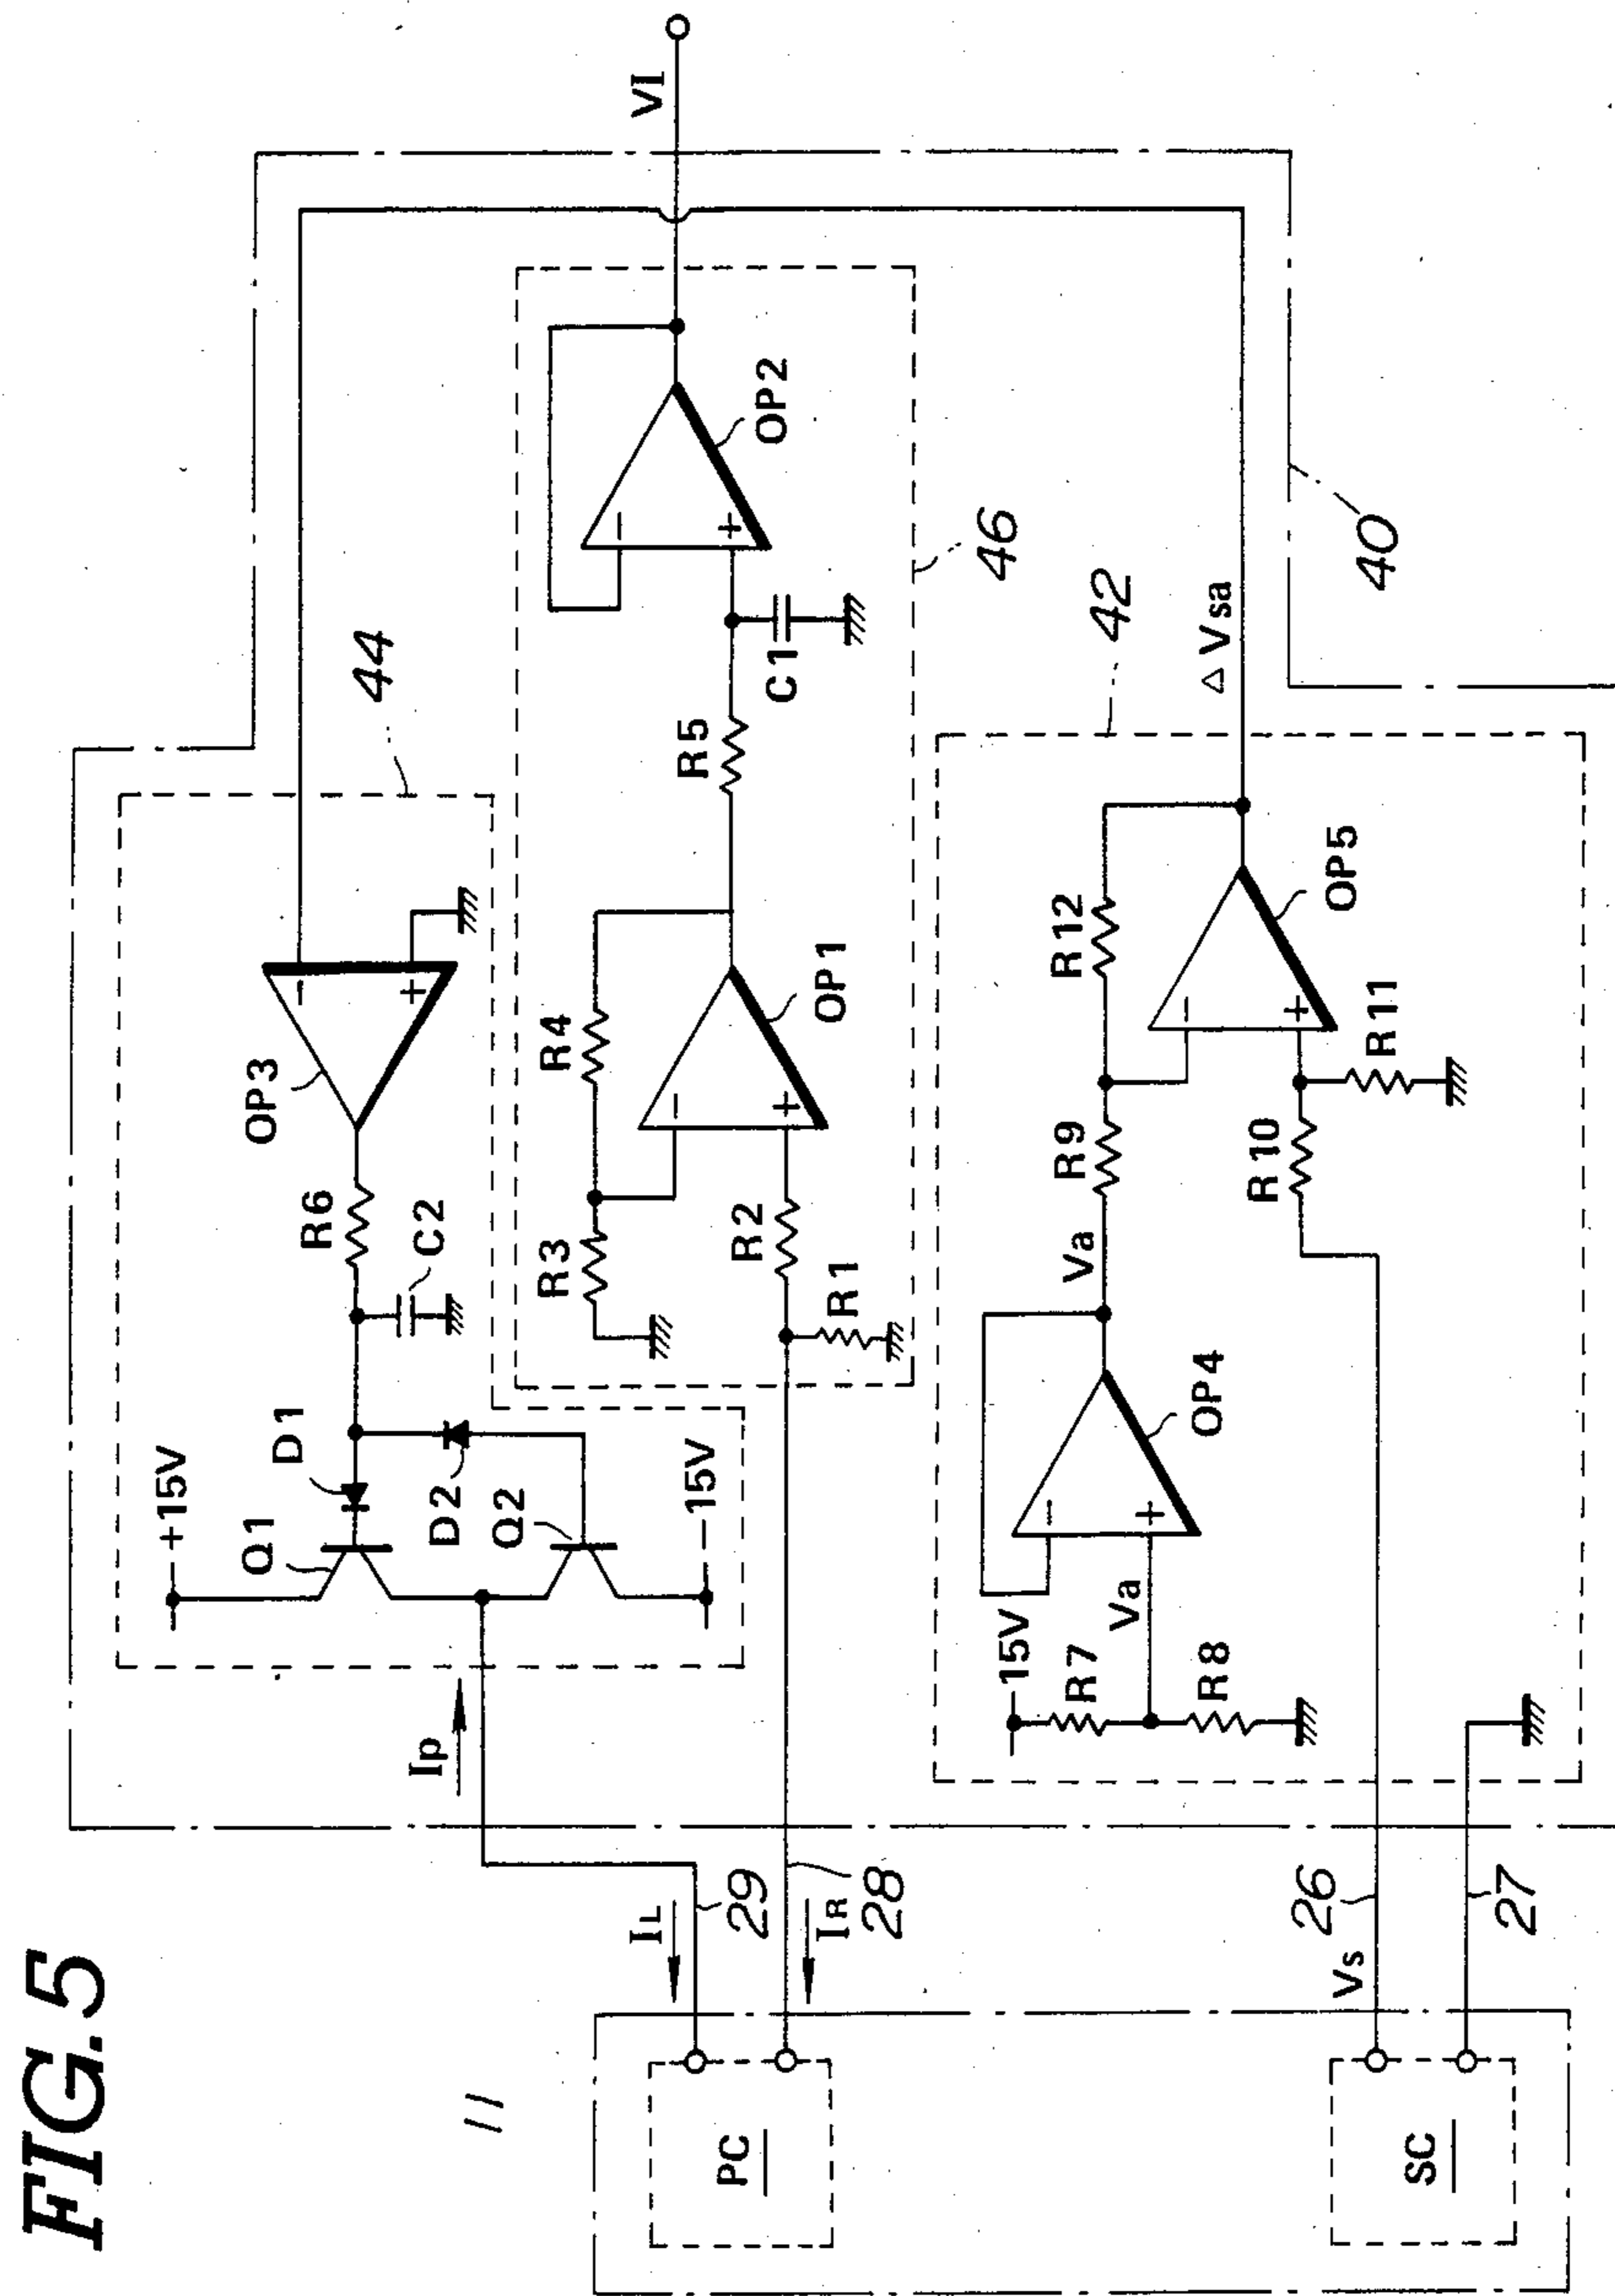 FIG. 5
11
PC
SC
IL
29
IR
28
Vs
26
27
Ip
+15V
Q1
D1
D2
Q2
−15V
R6
C2
OP3
−
+
44
R3
R4
R2
R1
−
+
OP1
R5
C1
−
+
OP2
46
VI
−15V
R7
R8
Va
−
+
OP4
Va
R9
R10
R12
R11
−
+
OP5
42
△ Vsa
40